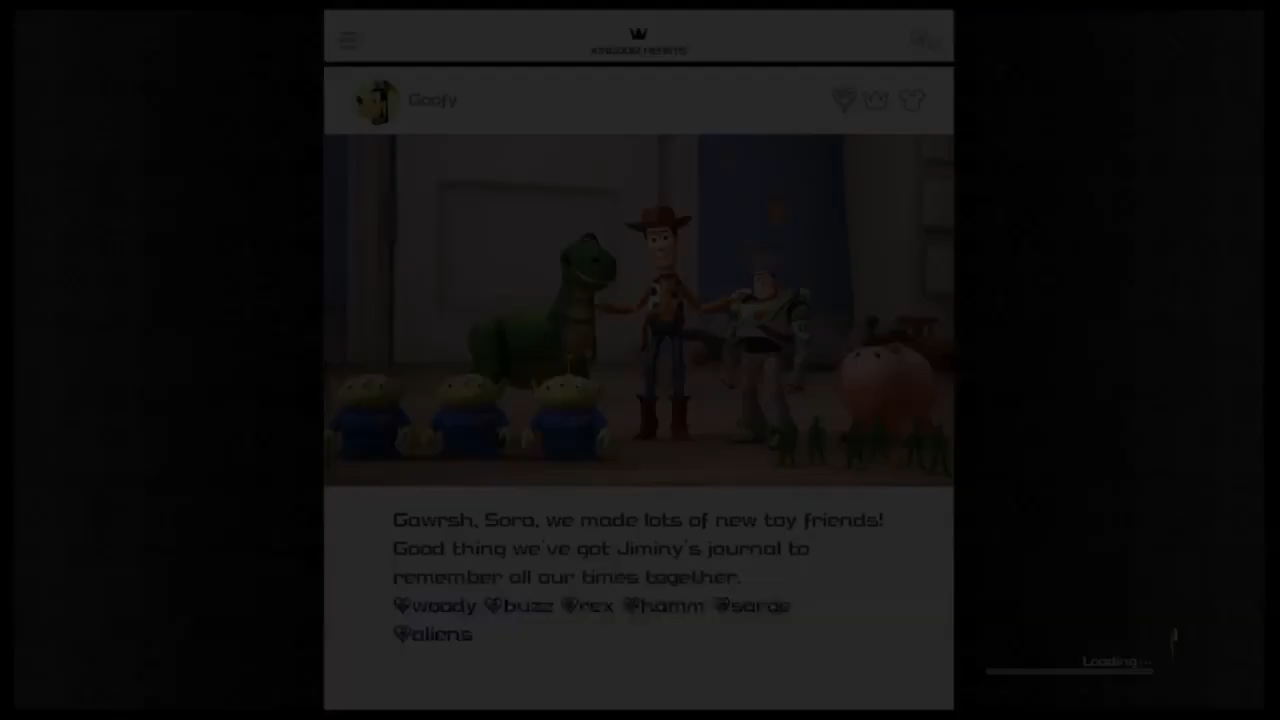 KINGDOM HEARTS
Goofy
Gawrsh, Sora, we made lots of new toy friends!
Good thing we've got Jiminy's journal to
remember all our times together.
woody buzz rex hamm sarge
aliens
Loading...